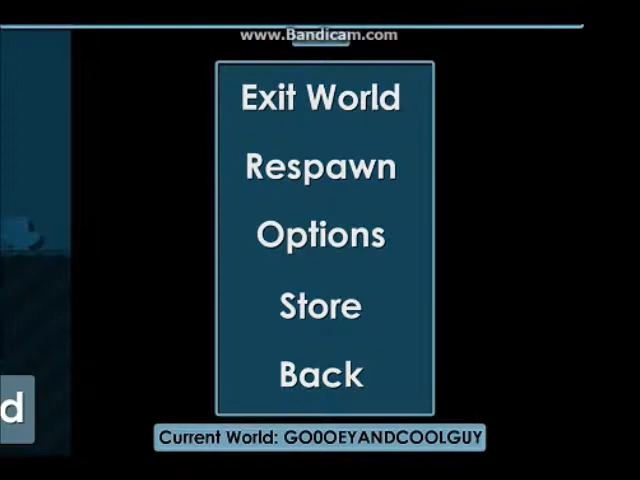 www.Bandicam.com
Exit World
Respawn
Options
Store
Back
d
Current World: GO0OEYANDCOOLGUY